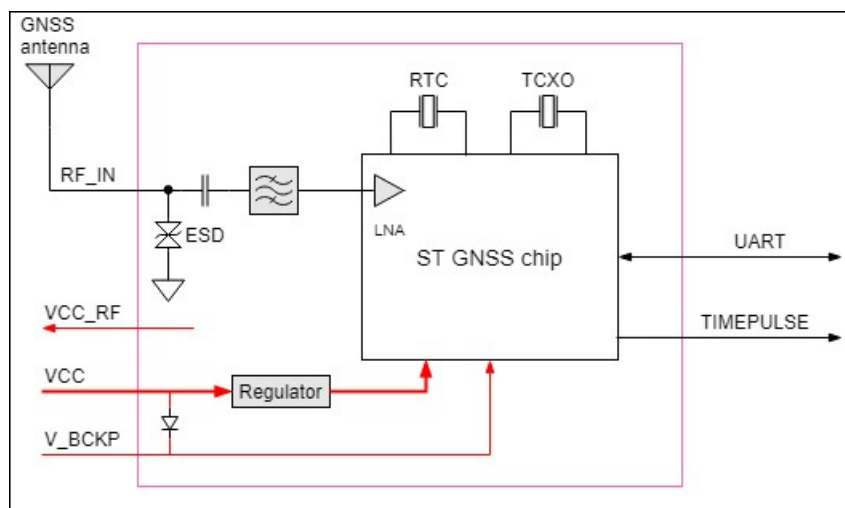 GNSS
antenna
RTC
TCXO
RF_IN
ESD
LNA
ST GNSS chip
UART
VCC_RF
TIMEPULSE
VCC
Regulator
V_BCKP